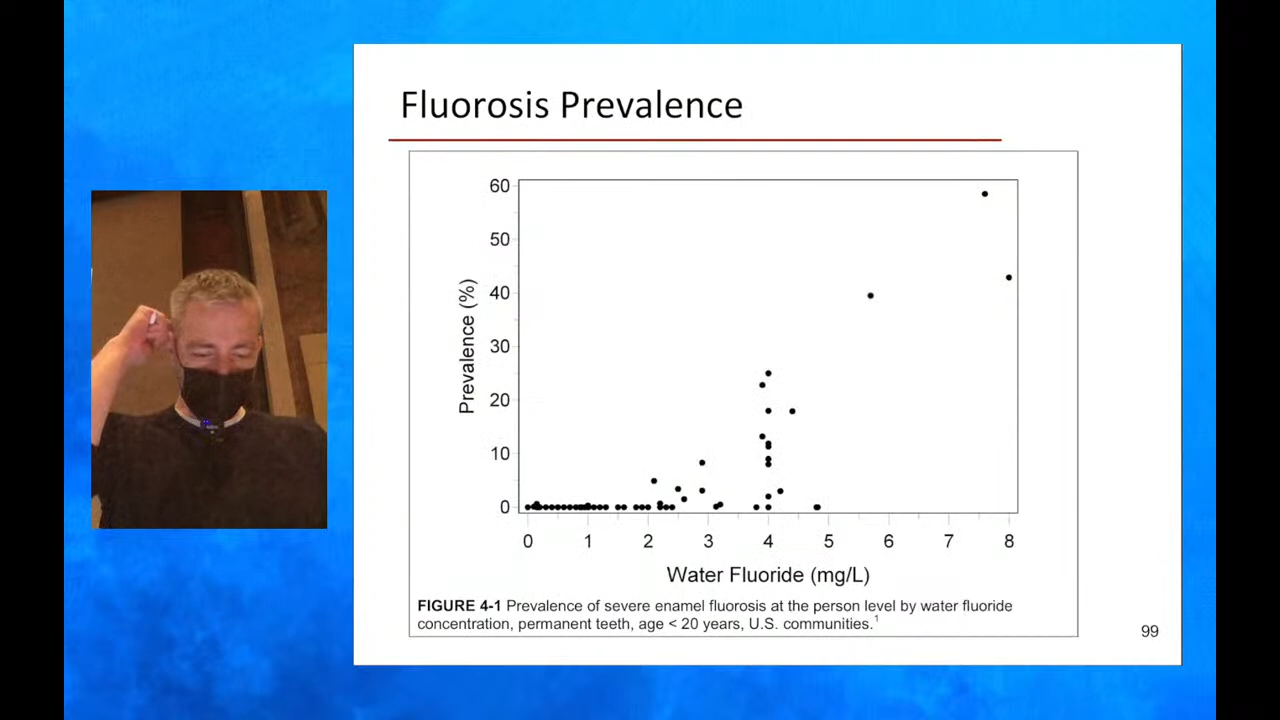 Fluorosis Prevalence
60
50
40
30
20
10
0
Prevalence (%)
0 1 2 3 4 5 6 7 8
Water Fluoride (mg/L)
FIGURE 4-1 Prevalence of severe enamel fluorosis at the person level by water fluoride
concentration, permanent teeth, age < 20 years, U.S. communities.1
99